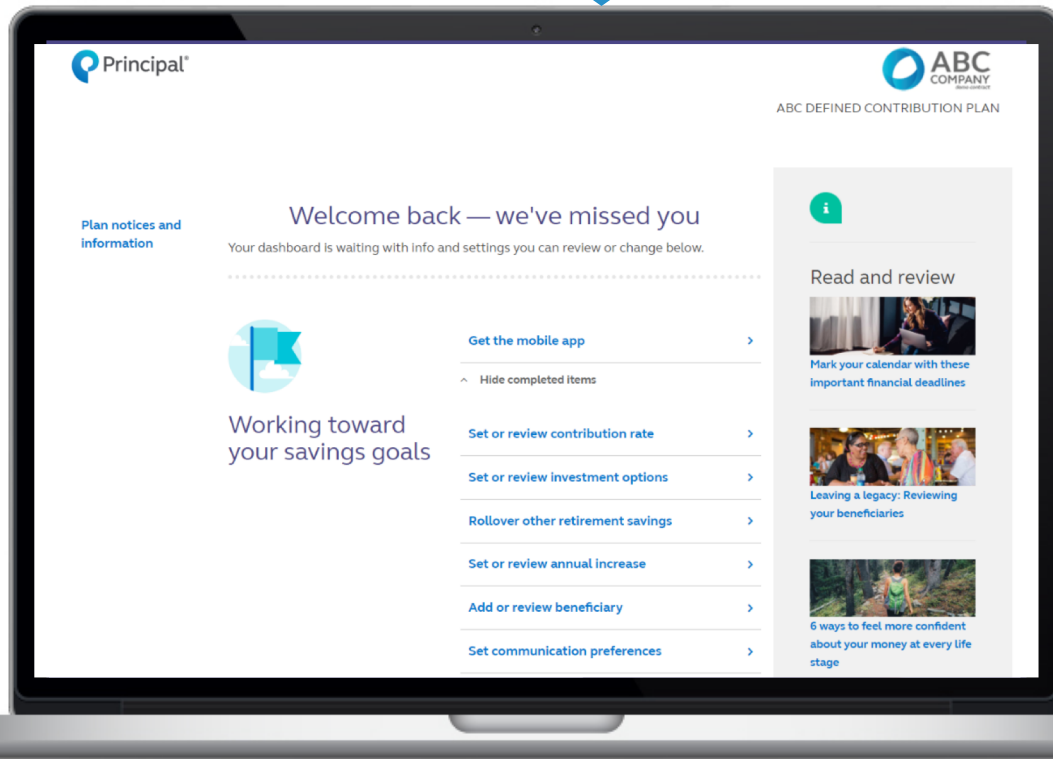 Principal®
ABC
COMPANY
demo contract
ABC DEFINED CONTRIBUTION PLAN
Plan notices and
information
Welcome back — we've missed you
Your dashboard is waiting with info and settings you can review or change below.
Working toward
your savings goals
Get the mobile app
Hide completed items
Set or review contribution rate
Set or review investment options
Rollover other retirement savings
Set or review annual increase
Add or review beneficiary
Set communication preferences
i
Read and review
Mark your calendar with these
important financial deadlines
Leaving a legacy: Reviewing
your beneficiaries
6 ways to feel more confident
about your money at every life
stage